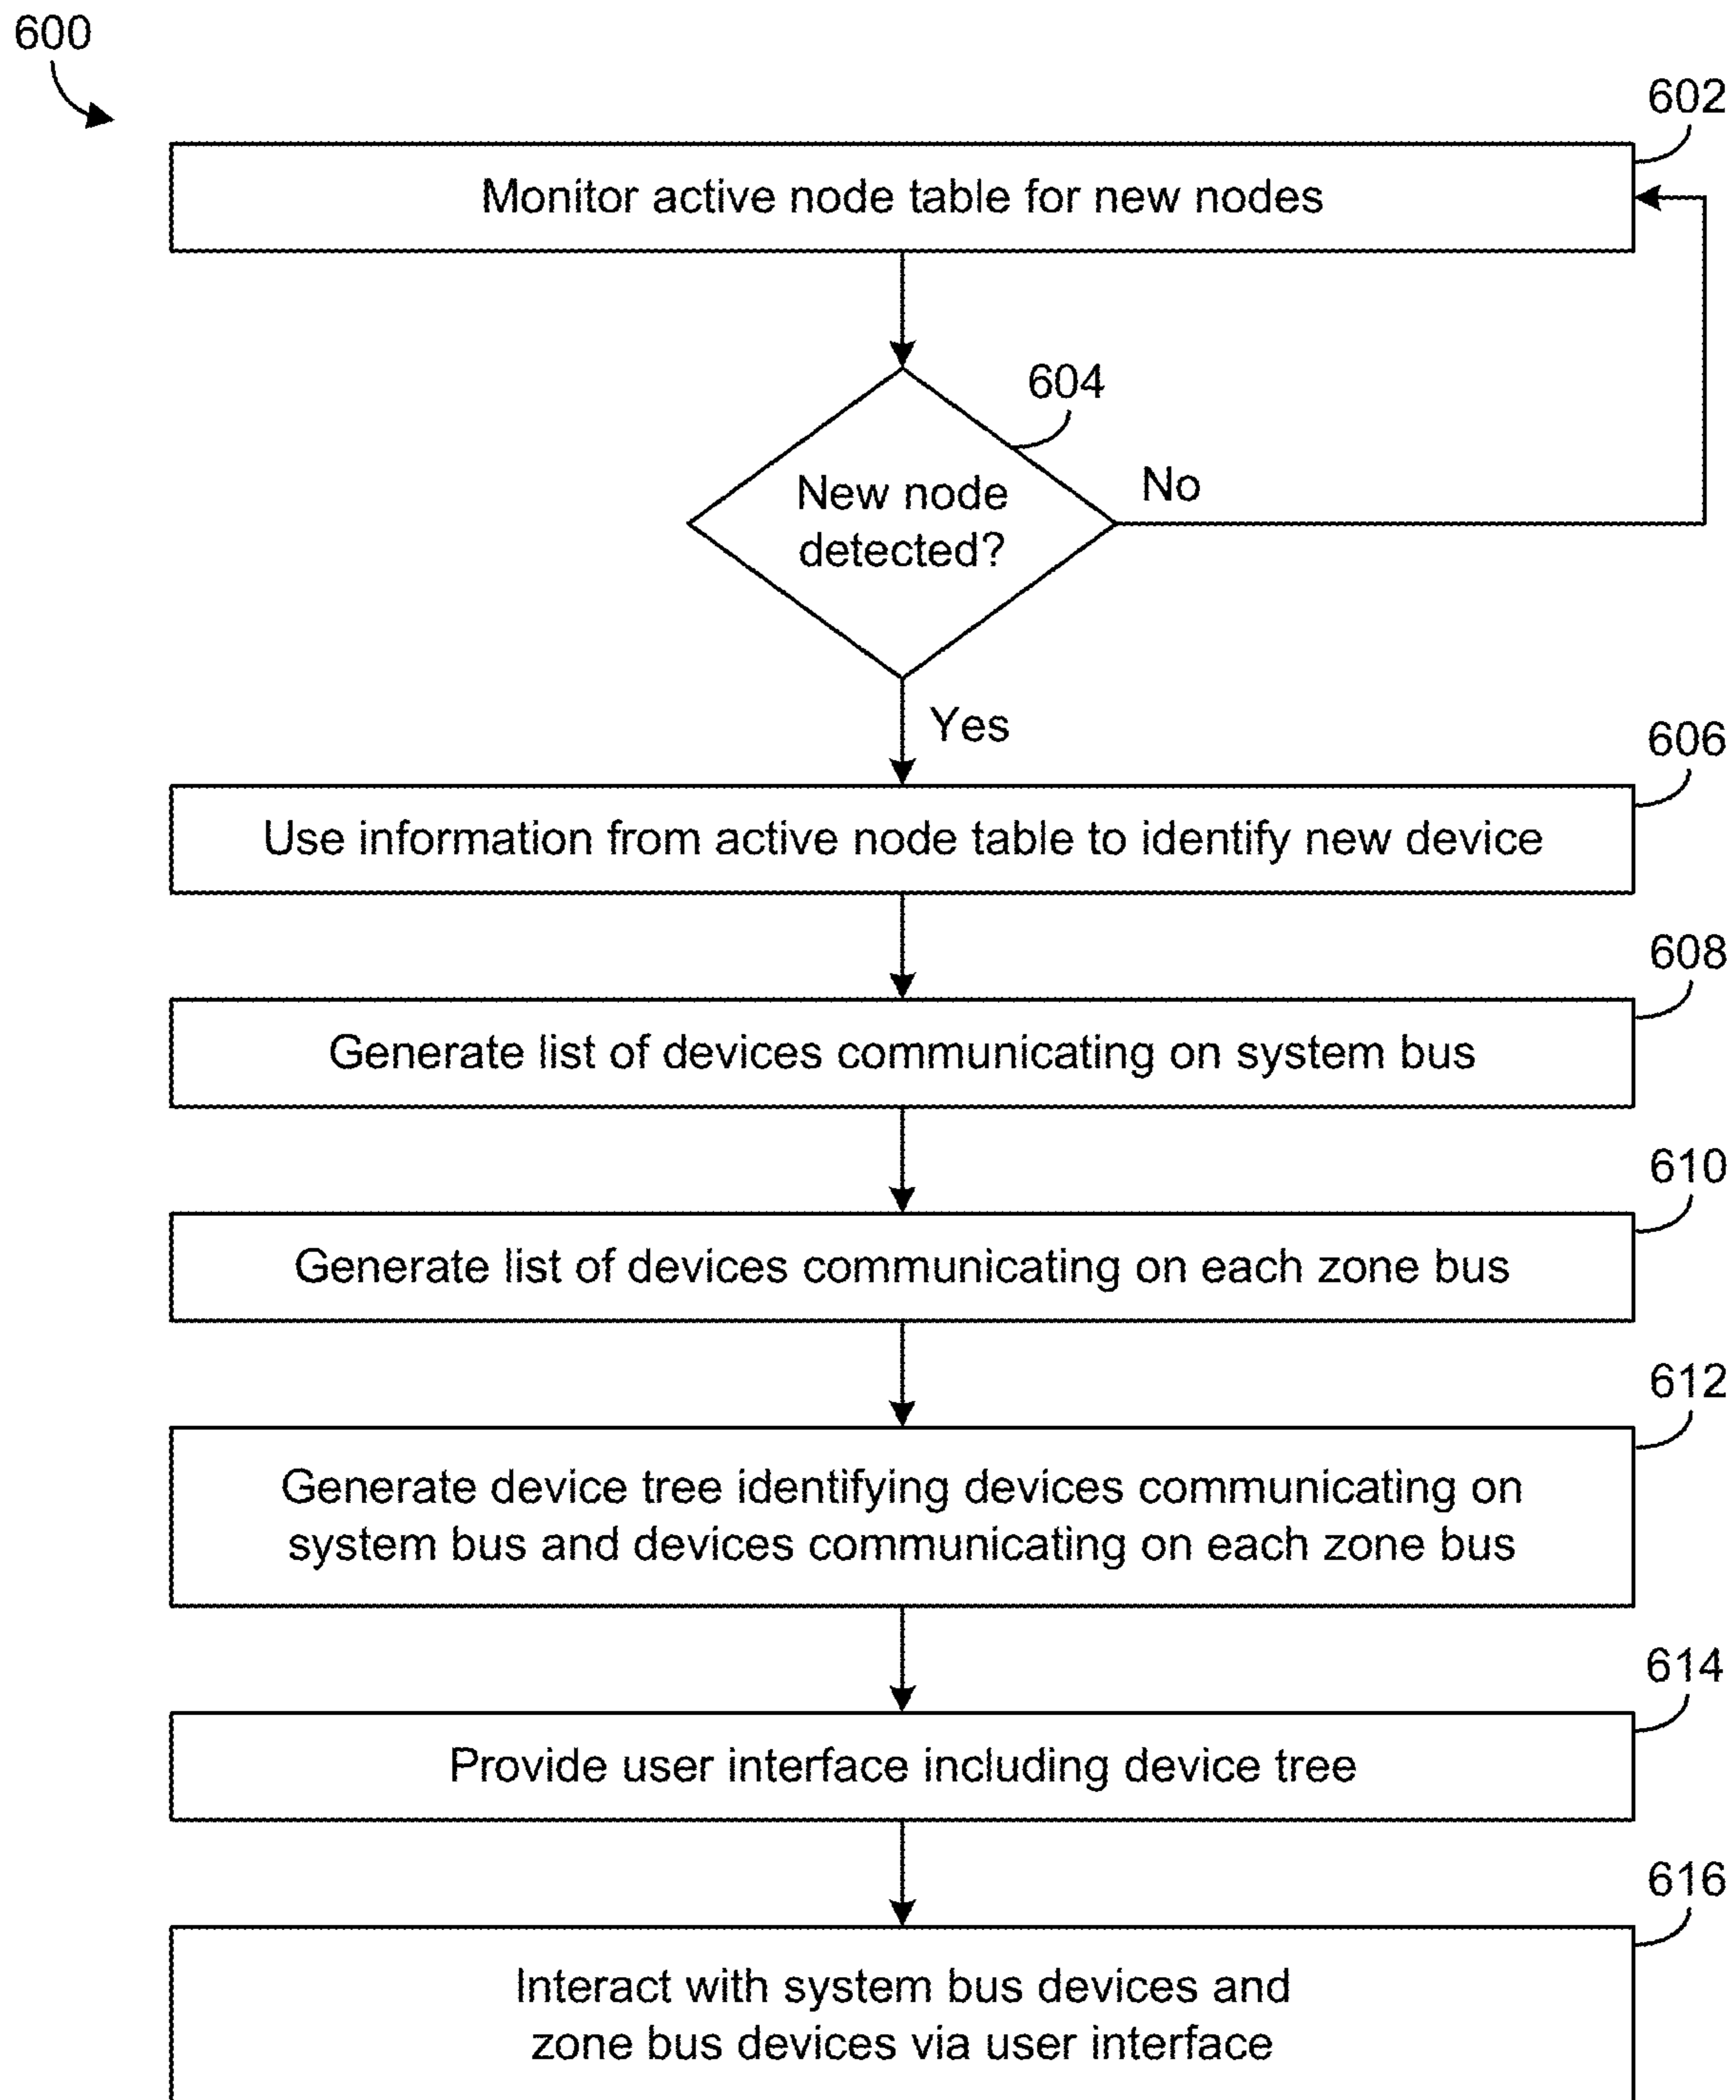 600
602
Monitor active node table for new nodes
604
New node
detected?
No
Yes
606
Use information from active node table to identify new device
608
Generate list of devices communicating on system bus
610
Generate list of devices communicating on each zone bus
612
Generate device tree identifying devices communicating on
system bus and devices communicating on each zone bus
614
Provide user interface including device tree
616
Interact with system bus devices and
zone bus devices via user interface